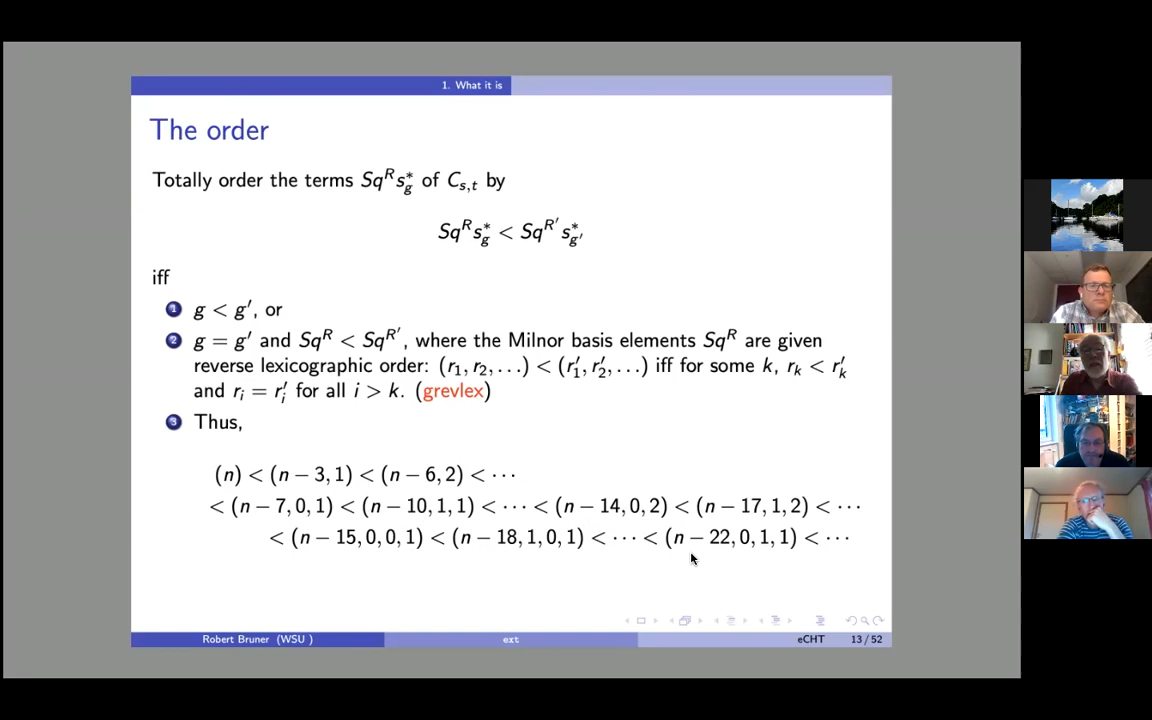 1. What it is
The order
Totally order the terms Sq^R s_g^* of C_{s,t} by
Sq^R s_g^* < Sq^{R'} s_{g'}^*
iff
1 g < g′, or
2 g = g′ and Sq^R < Sq^{R'}, where the Milnor basis elements Sq^R are given
reverse lexicographic order: (r_1, r_2, . . .) < (r′_1, r′_2, . . .) iff for some k, r_k < r′_k
and r_i = r′_i for all i > k. (grevlex)
3 Thus,
(n) < (n − 3, 1) < (n − 6, 2) < · · ·
< (n − 7, 0, 1) < (n − 10, 1, 1) < · · · < (n − 14, 0, 2) < (n − 17, 1, 2) < · · ·
< (n − 15, 0, 0, 1) < (n − 18, 1, 0, 1) < · · · < (n − 22, 0, 1, 1) < · · ·
Robert Bruner (WSU ) ext eCHT 13 / 52